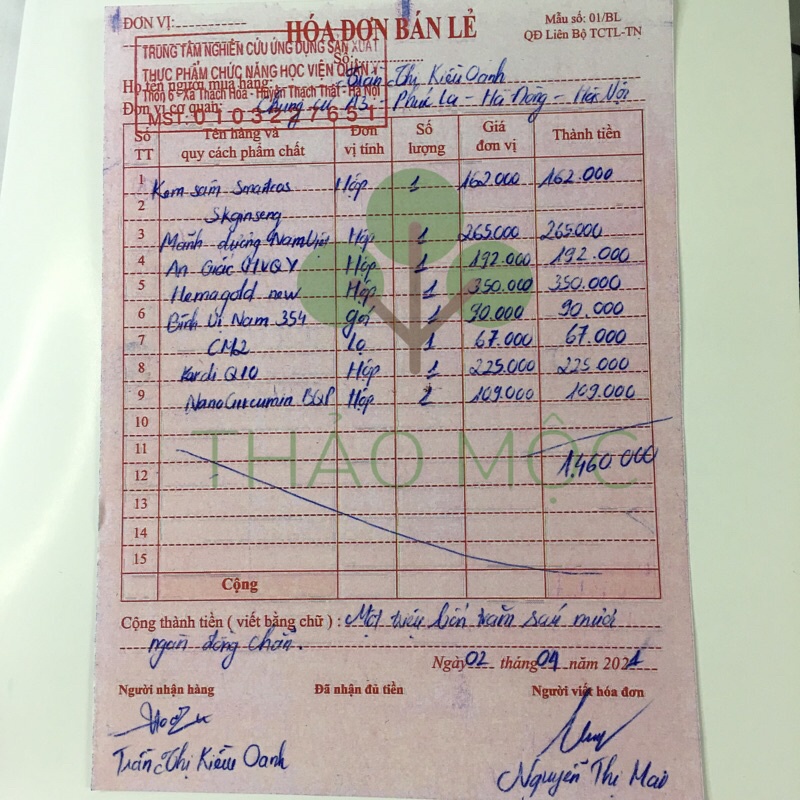 ĐƠN VỊ:
HÓA ĐƠN BÁN LẺ
Mẫu số: 01/BL
QĐ Liên Bộ TCTL-TN
TRUNG TÂM NGHIÊN CỨU ỨNG DỤNG SẢN XUẤT
Số:
THỰC PHẨM CHỨC NĂNG HỌC VIỆN QUÂN Y
Họ tên người mua hàng: Trần Thị Kiều Oanh
Thôn 6 - Xã Thạch Hòa - Huyện Thạch Thất - Hà Nội
Đơn vị cơ quan: Chung cư A3 - Phúc La - Hà Đông - Hà Nội
MST: 0103227651
Số TT Tên hàng và quy cách phẩm chất Đơn vị tính Số lượng Giá đơn vị Thành tiền
1 Kem sâm Hộp 1 162.000 162.000
2 Skginseng
3 Mãnh dương NamViệt Hộp 1 265.000 265.000
4 An Giấc HVQY Hộp 1 192.000 192.000
5 Hemagold new Hộp 1 350.000 350.000
6 Bình Vị Nam 354 gói 1 90.000 90.000
7 CM2 lọ 1 67.000 67.000
8 Kardi Q10 Hộp 1 225.000 225.000
9 NanoCurcumin Hộp 1 109.000 109.000
10
11
12 1.460 000
13
14
15
THẢO MỘC
Cộng
Cộng thành tiền ( viết bằng chữ ) : Một triệu bốn trăm sáu mươi
ngàn đồng chẵn.
Ngày 02 tháng 04 năm 2021
Người nhận hàng Đã nhận đủ tiền Người viết hóa đơn
Trần Thị Kiều Oanh
Nguyễn Thị Mai